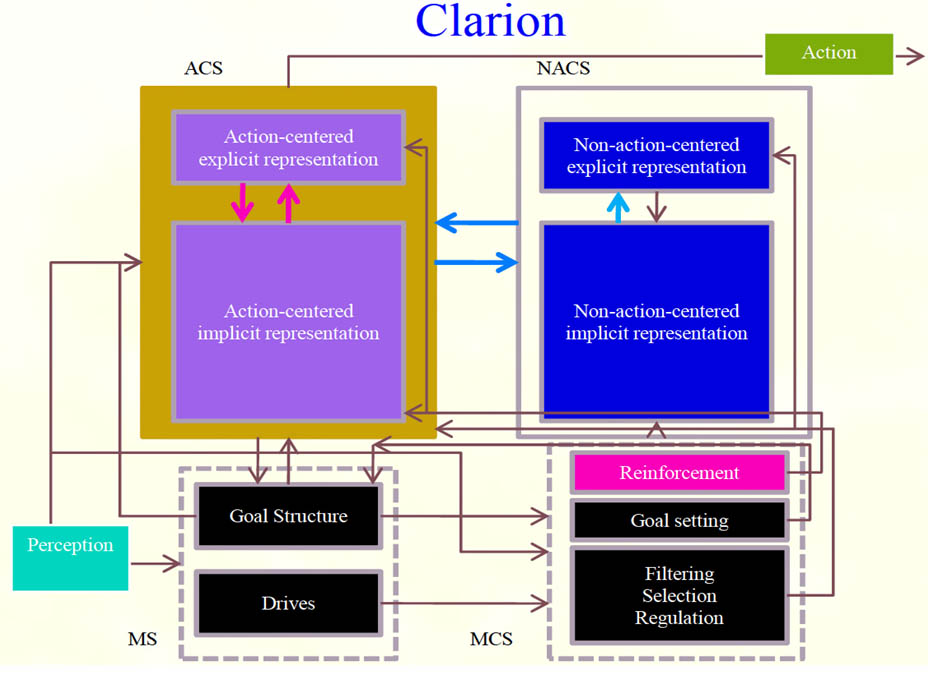 Clarion
Action
ACS
NACS
Action-centered
explicit representation
Non-action-centered
explicit representation
Action-centered
implicit representation
Non-action-centered
implicit representation
Reinforcement
Goal Structure
Goal setting
Perception
Filtering
Selection
Regulation
Drives
MS
MCS